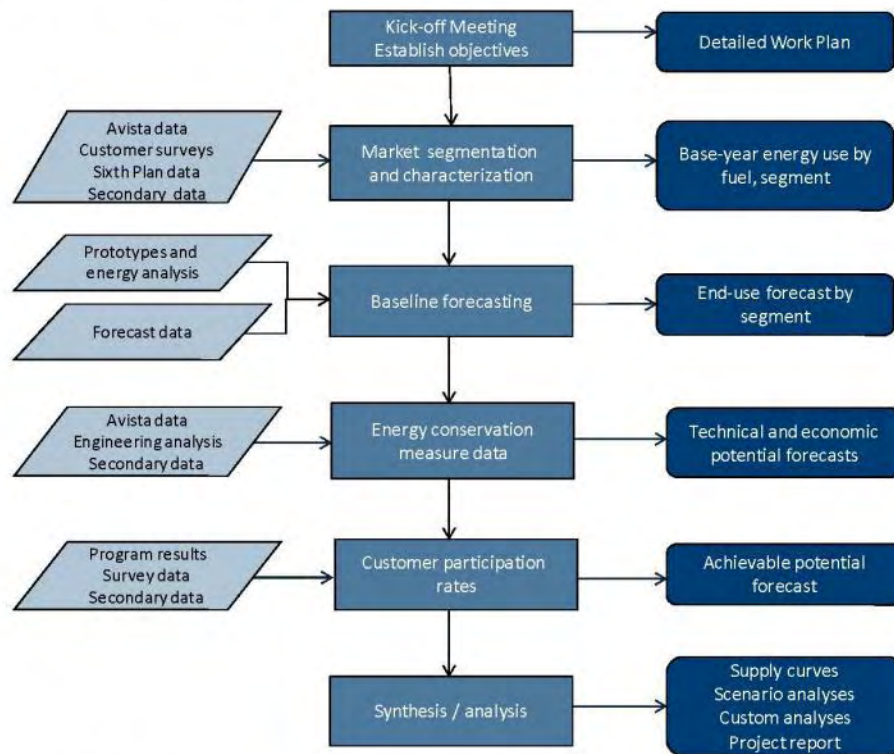 Kick-off Meeting
Establish objectives
Detailed Work Plan
Avista data
Customer surveys
Sixth Plan data
Secondary data
Market segmentation
and characterization
Base-year energy use by
fuel, segment
Prototypes and
energy analysis
Forecast data
Baseline forecasting
End-use forecast by
segment
Avista data
Engineering analysis
Secondary data
Energy conservation
measure data
Technical and economic
potential forecasts
Program results
Survey data
Secondary data
Customer participation
rates
Achievable potential
forecast
Synthesis / analysis
Supply curves
Scenario analyses
Custom analyses
Project report